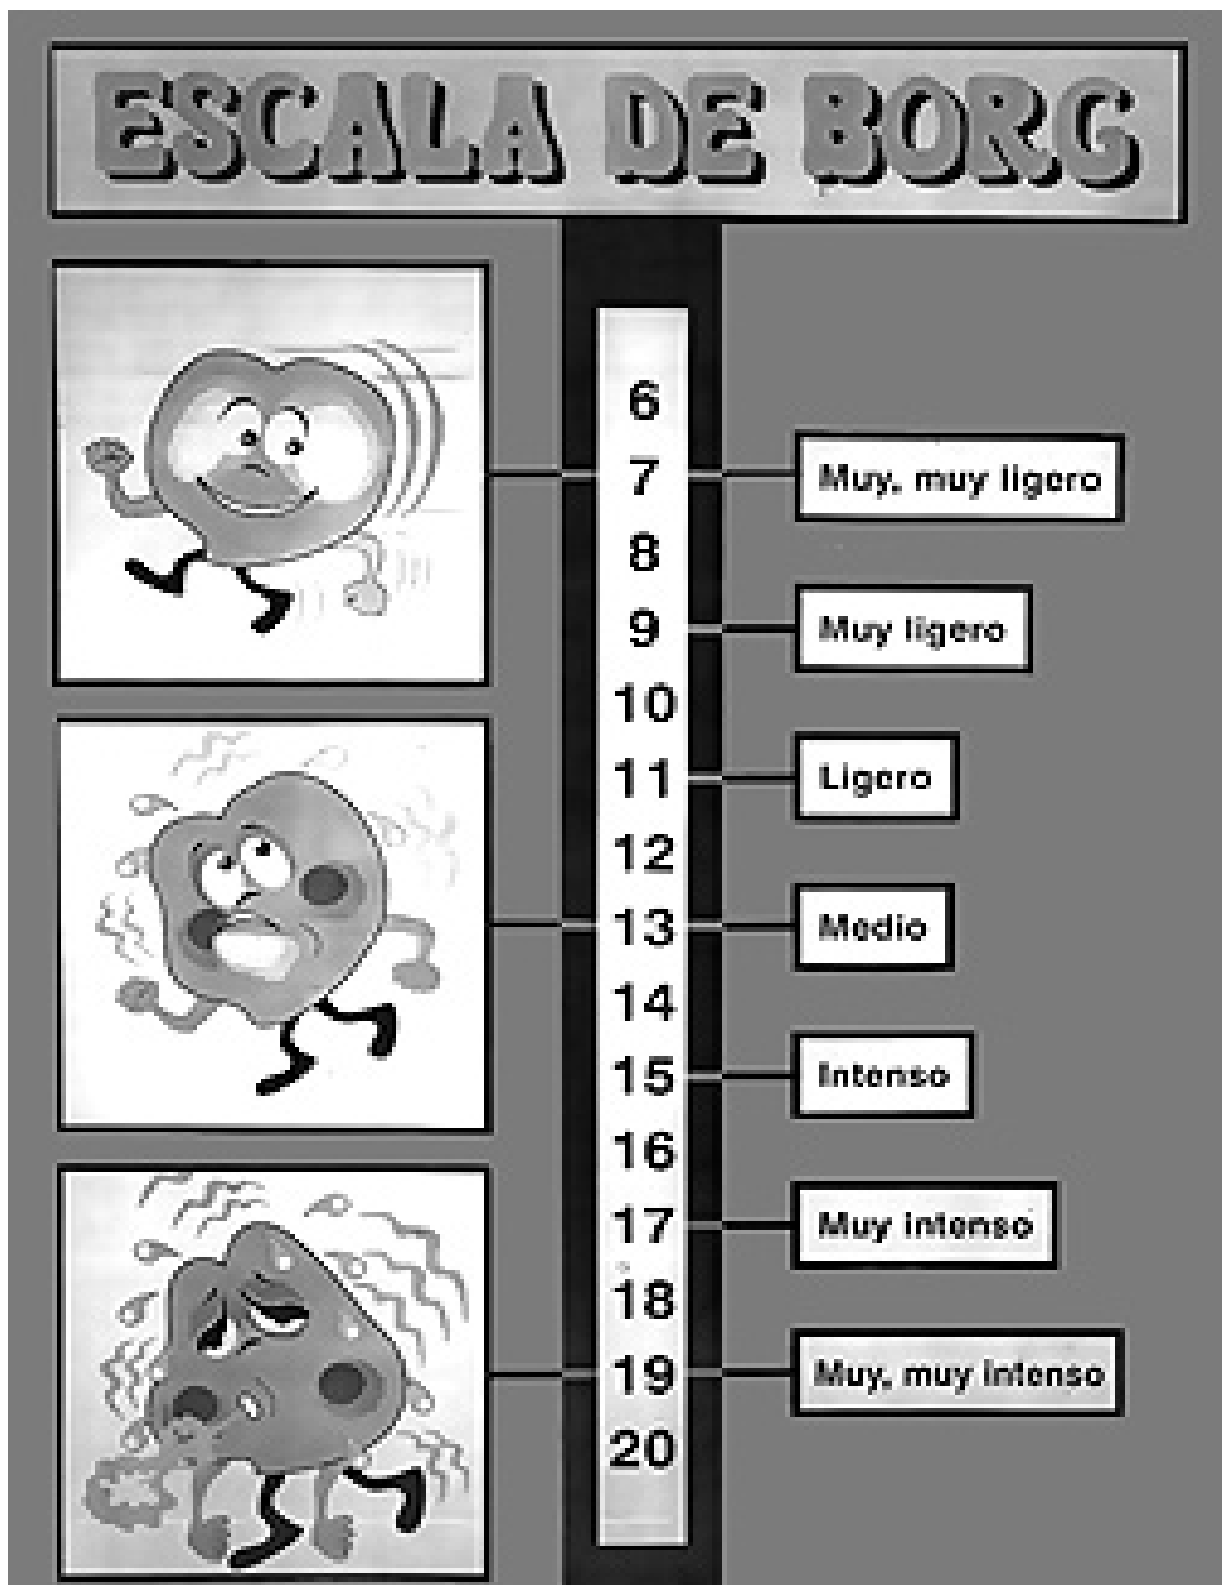 ESCALA DE BORG
6
7 Muy, muy ligero
8
9 Muy ligero
10
11 Ligero
12
13 Medio
14
15 Intenso
16
17 Muy intenso
18
19 Muy, muy intenso
20